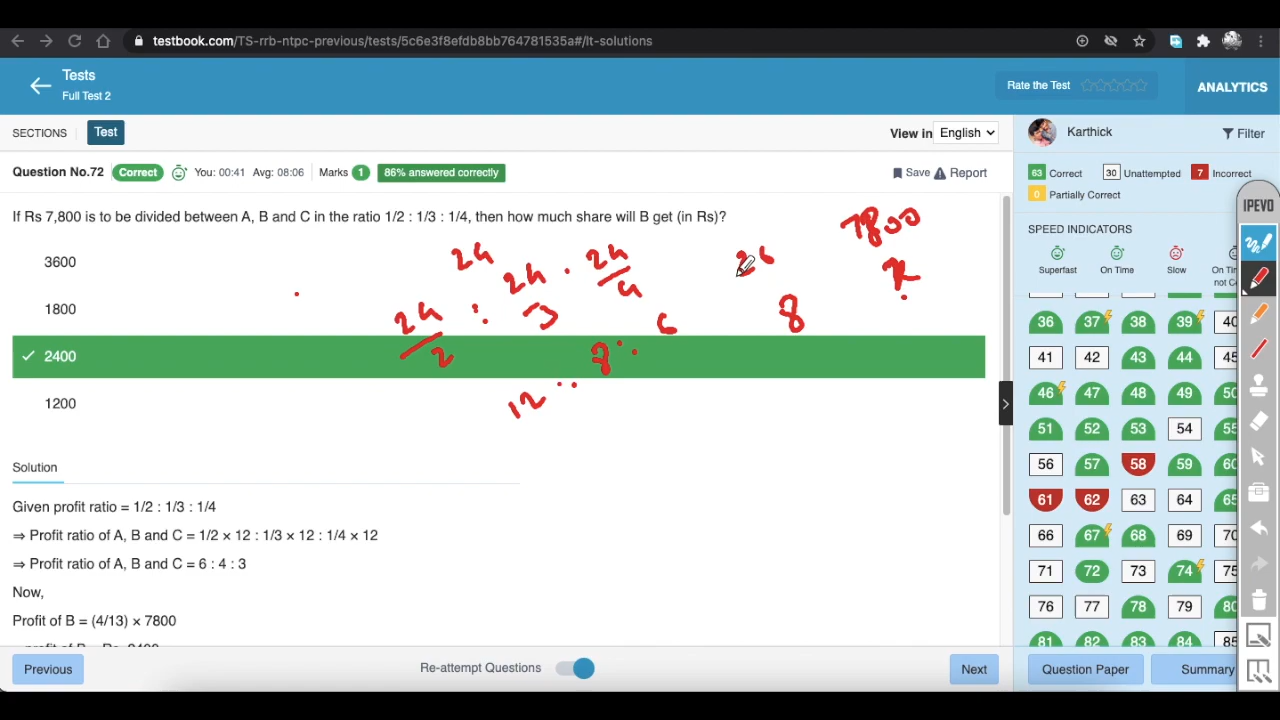 testbook.com/TS-rrb-ntpc-previous/tests/5c6e3f8efdb8bb764781535a#/lt-solutions
Tests
Full Test 2
Rate the Test
ANALYTICS
SECTIONS Test
View in English
Karthick
Filter
Question No.72 Correct You: 00:41 Avg: 08:06 Marks 1 86% answered correctly
Save Report
63 Correct 30 Unattempted 7 Incorrect
0 Partially Correct
IPEVO
If Rs 7,800 is to be divided between A, B and C in the ratio 1/2 : 1/3 : 1/4, then how much share will B get (in Rs)?
7800
SPEED INDICATORS
Superfast On Time Slow On Tim
not C
3600
24 24 24 26
4
1800
24 : 3 6 8
2
2400
8 :
1200
12 :
36 37 38 39 40
41 42 43 44 45
46 47 48 49 50
51 52 53 54 55
56 57 58 59 60
61 62 63 64 65
66 67 68 69 70
71 72 73 74 75
76 77 78 79 80
81 82 83 84 85
Solution
Given profit ratio = 1/2 : 1/3 : 1/4
⇒ Profit ratio of A, B and C = 1/2 × 12 : 1/3 × 12 : 1/4 × 12
⇒ Profit ratio of A, B and C = 6 : 4 : 3
Now,
Profit of B = (4/13) × 7800
Previous
Re-attempt Questions
Next
Question Paper
Summary